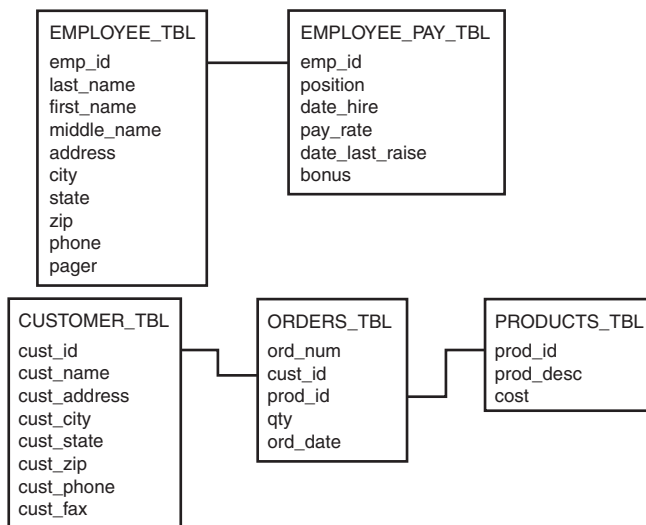 EMPLOYEE_TBL
emp_id
last_name
first_name
middle_name
address
city
state
zip
phone
pager
EMPLOYEE_PAY_TBL
emp_id
position
date_hire
pay_rate
date_last_raise
bonus
CUSTOMER_TBL
cust_id
cust_name
cust_address
cust_city
cust_state
cust_zip
cust_phone
cust_fax
ORDERS_TBL
ord_num
cust_id
prod_id
qty
ord_date
PRODUCTS_TBL
prod_id
prod_desc
cost